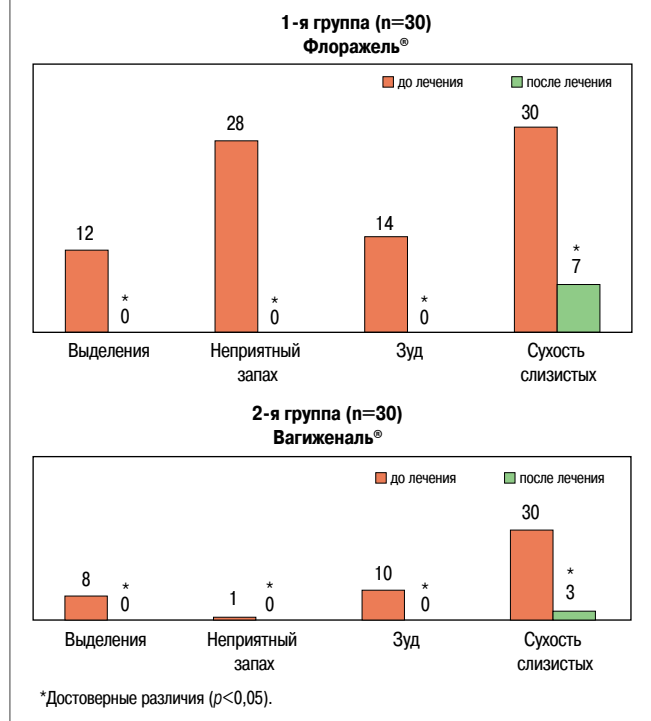 1-я группа (n=30)
Флоражель®
до лечения после лечения
12
*
0
28
*
0
14
*
0
30
*
7
Выделения Неприятный запах Зуд Сухость слизистых
2-я группа (n=30)
Вагиженаль®
до лечения после лечения
8
*
0
1
*
0
10
*
0
30
*
3
Выделения Неприятный запах Зуд Сухость слизистых
*Достоверные различия (p<0,05).